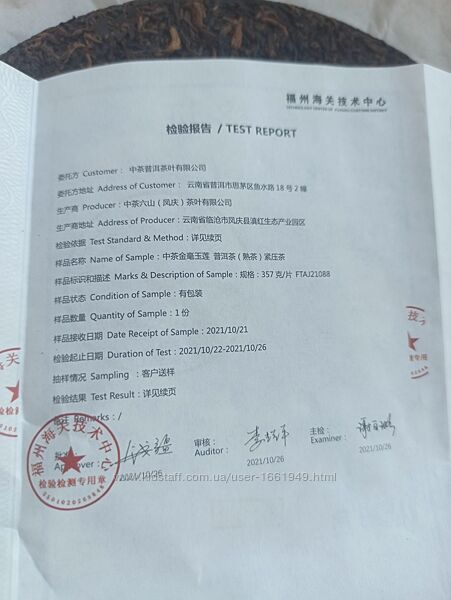 福州海关技术中心
检验报告 / TEST REPORT
委托方 Customer： 中茶普洱茶叶有限公司
委托方地址 Address of Customer： 云南省普洱市思茅区鱼水路18号2幢
生产商 Producer：中茶六山（凤庆）茶叶有限公司
生产商地址 Address of Producer：云南省临沧市凤庆县滇红生态产业园区
检验依据 Test Standard & Method：详见续页
样品名称 Name of Sample：中茶金毫玉莲 普洱茶（熟茶）紧压茶
样品标识和描述 Marks & Description of Sample：规格：357克/片 FTAJ21088
样品状态 Condition of Sample：有包装
样品数量 Quantity of Sample：1份
样品接收日期 Date Receipt of Sample：2021/10/21
检验起止日期 Duration of Test：2021/10/22-2021/10/26
抽样情况 Sampling ：客户送样
检验结果 Test Result：详见续页
Remarks：/
批准：
Approver：
/10/26
审核：
Auditor：
2021/10/26
主检：
Examiner：
2021/10/26
福州海关技术中心
检验检测专用章
kidstaff.com.ua/user-1661949.html